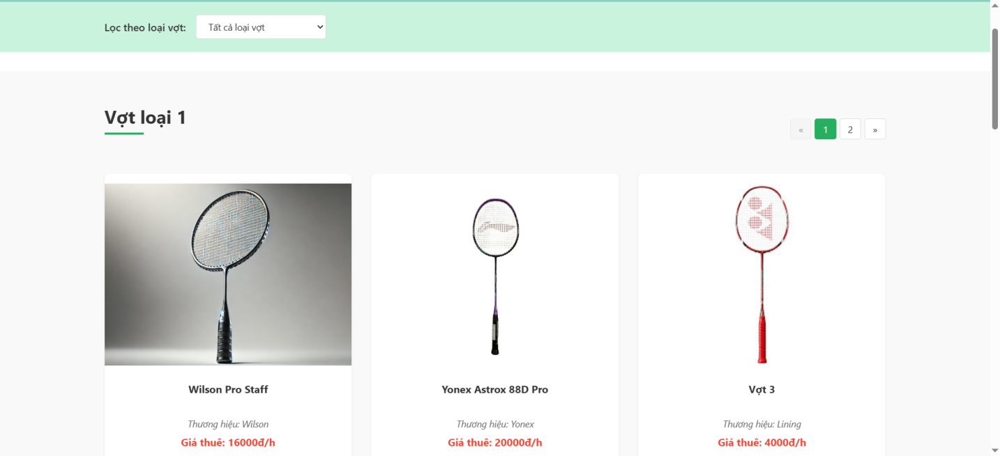 Lọc theo loại vợt: Tất cả loại vợt
Vợt loại 1
« 1 2 »
Wilson Pro Staff
Thương hiệu: Wilson
Giá thuê: 16000đ/h
Yonex Astrox 88D Pro
Thương hiệu: Yonex
Giá thuê: 20000đ/h
Vợt 3
Thương hiệu: Lining
Giá thuê: 4000đ/h